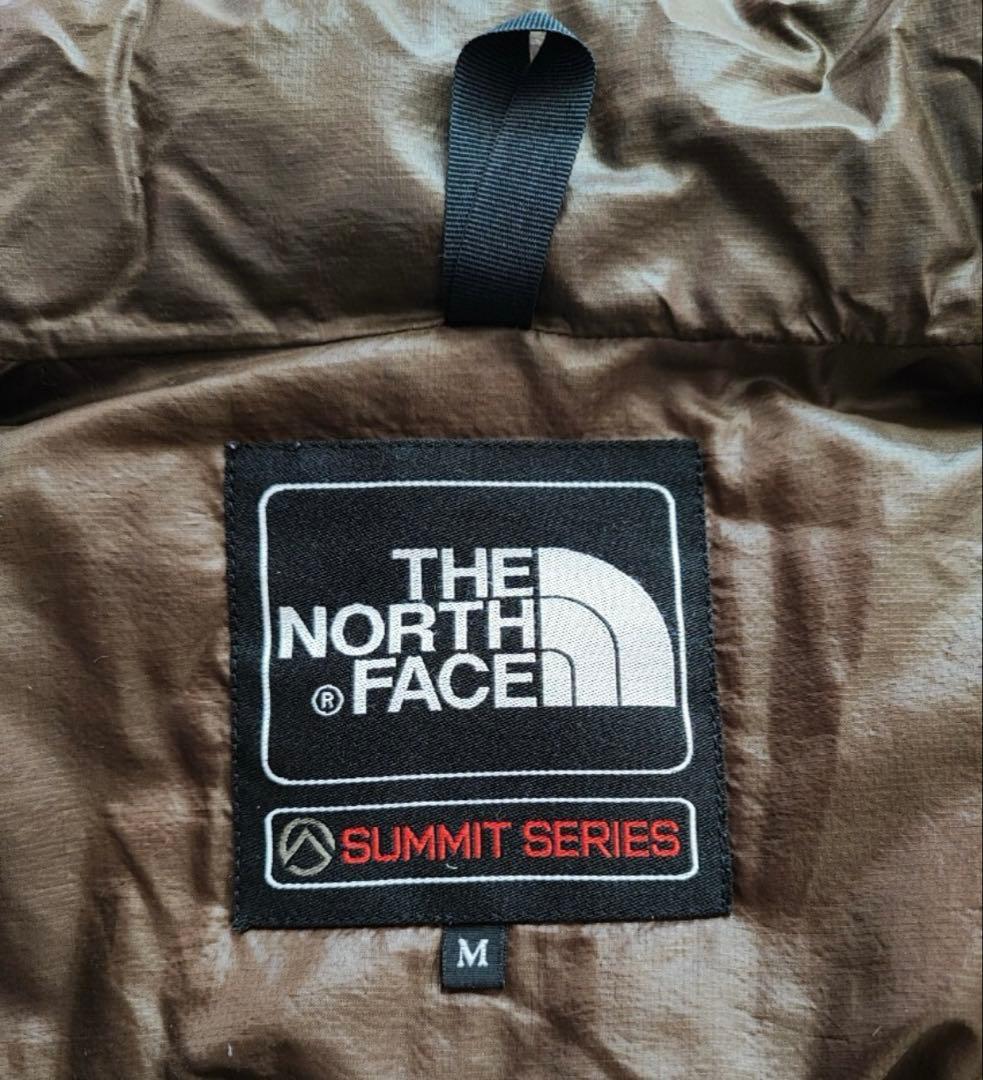 THE
NORTH
® FACE
SUMMIT SERIES
M